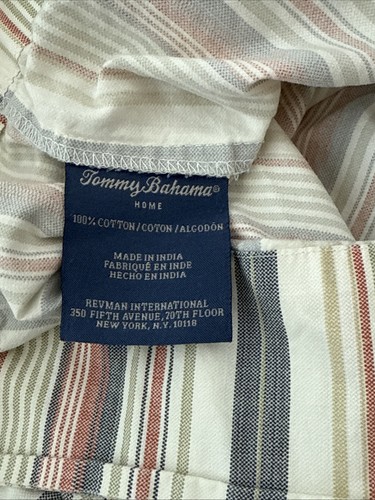 Tommy Bahama®
HOME
100% COTTON/COTON/ALGODÓN
MADE IN INDIA
FABRIQUÉ EN INDE
HECHO EN INDIA
REVMAN INTERNATIONAL
350 FIFTH AVENUE, 70TH FLOOR
NEW YORK, N.Y. 10118